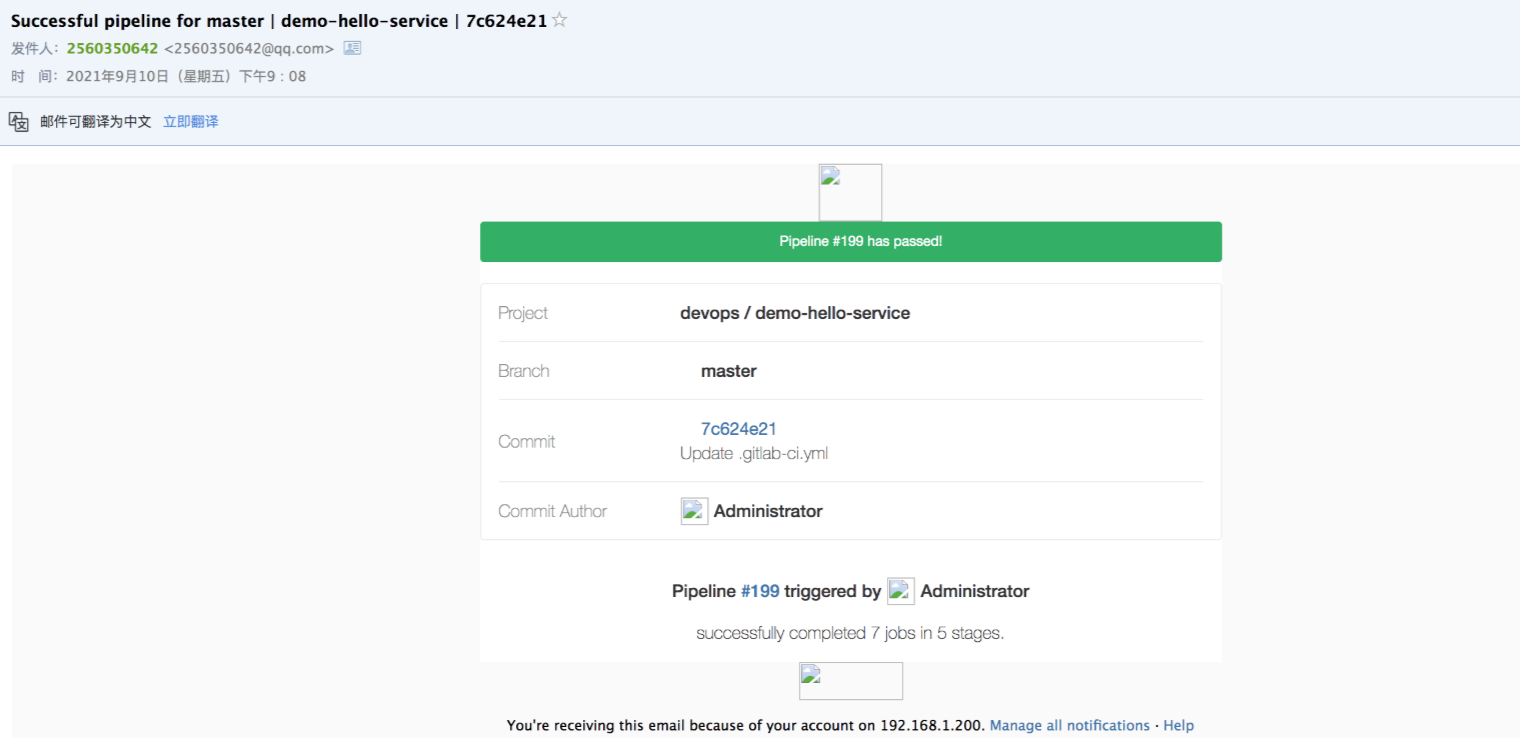 Successful pipeline for master | demo-hello-service | 7c624e21
发件人：2560350642 <2560350642@qq.com>
时 间：2021年9月10日（星期五）下午9：08
邮件可翻译为中文 立即翻译
Pipeline #199 has passed!
Project devops / demo-hello-service
Branch master
Commit 7c624e21
Update .gitlab-ci.yml
Commit Author Administrator
Pipeline #199 triggered by Administrator
successfully completed 7 jobs in 5 stages.
You're receiving this email because of your account on 192.168.1.200. Manage all notifications · Help